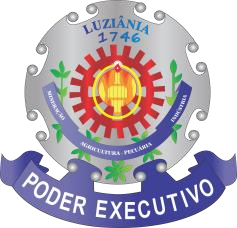 LUZIÂNIA
1746
MINERAÇÃO
AGRICULTURA - PECUÁRIA
INDÚSTRIA
PODER EXECUTIVO